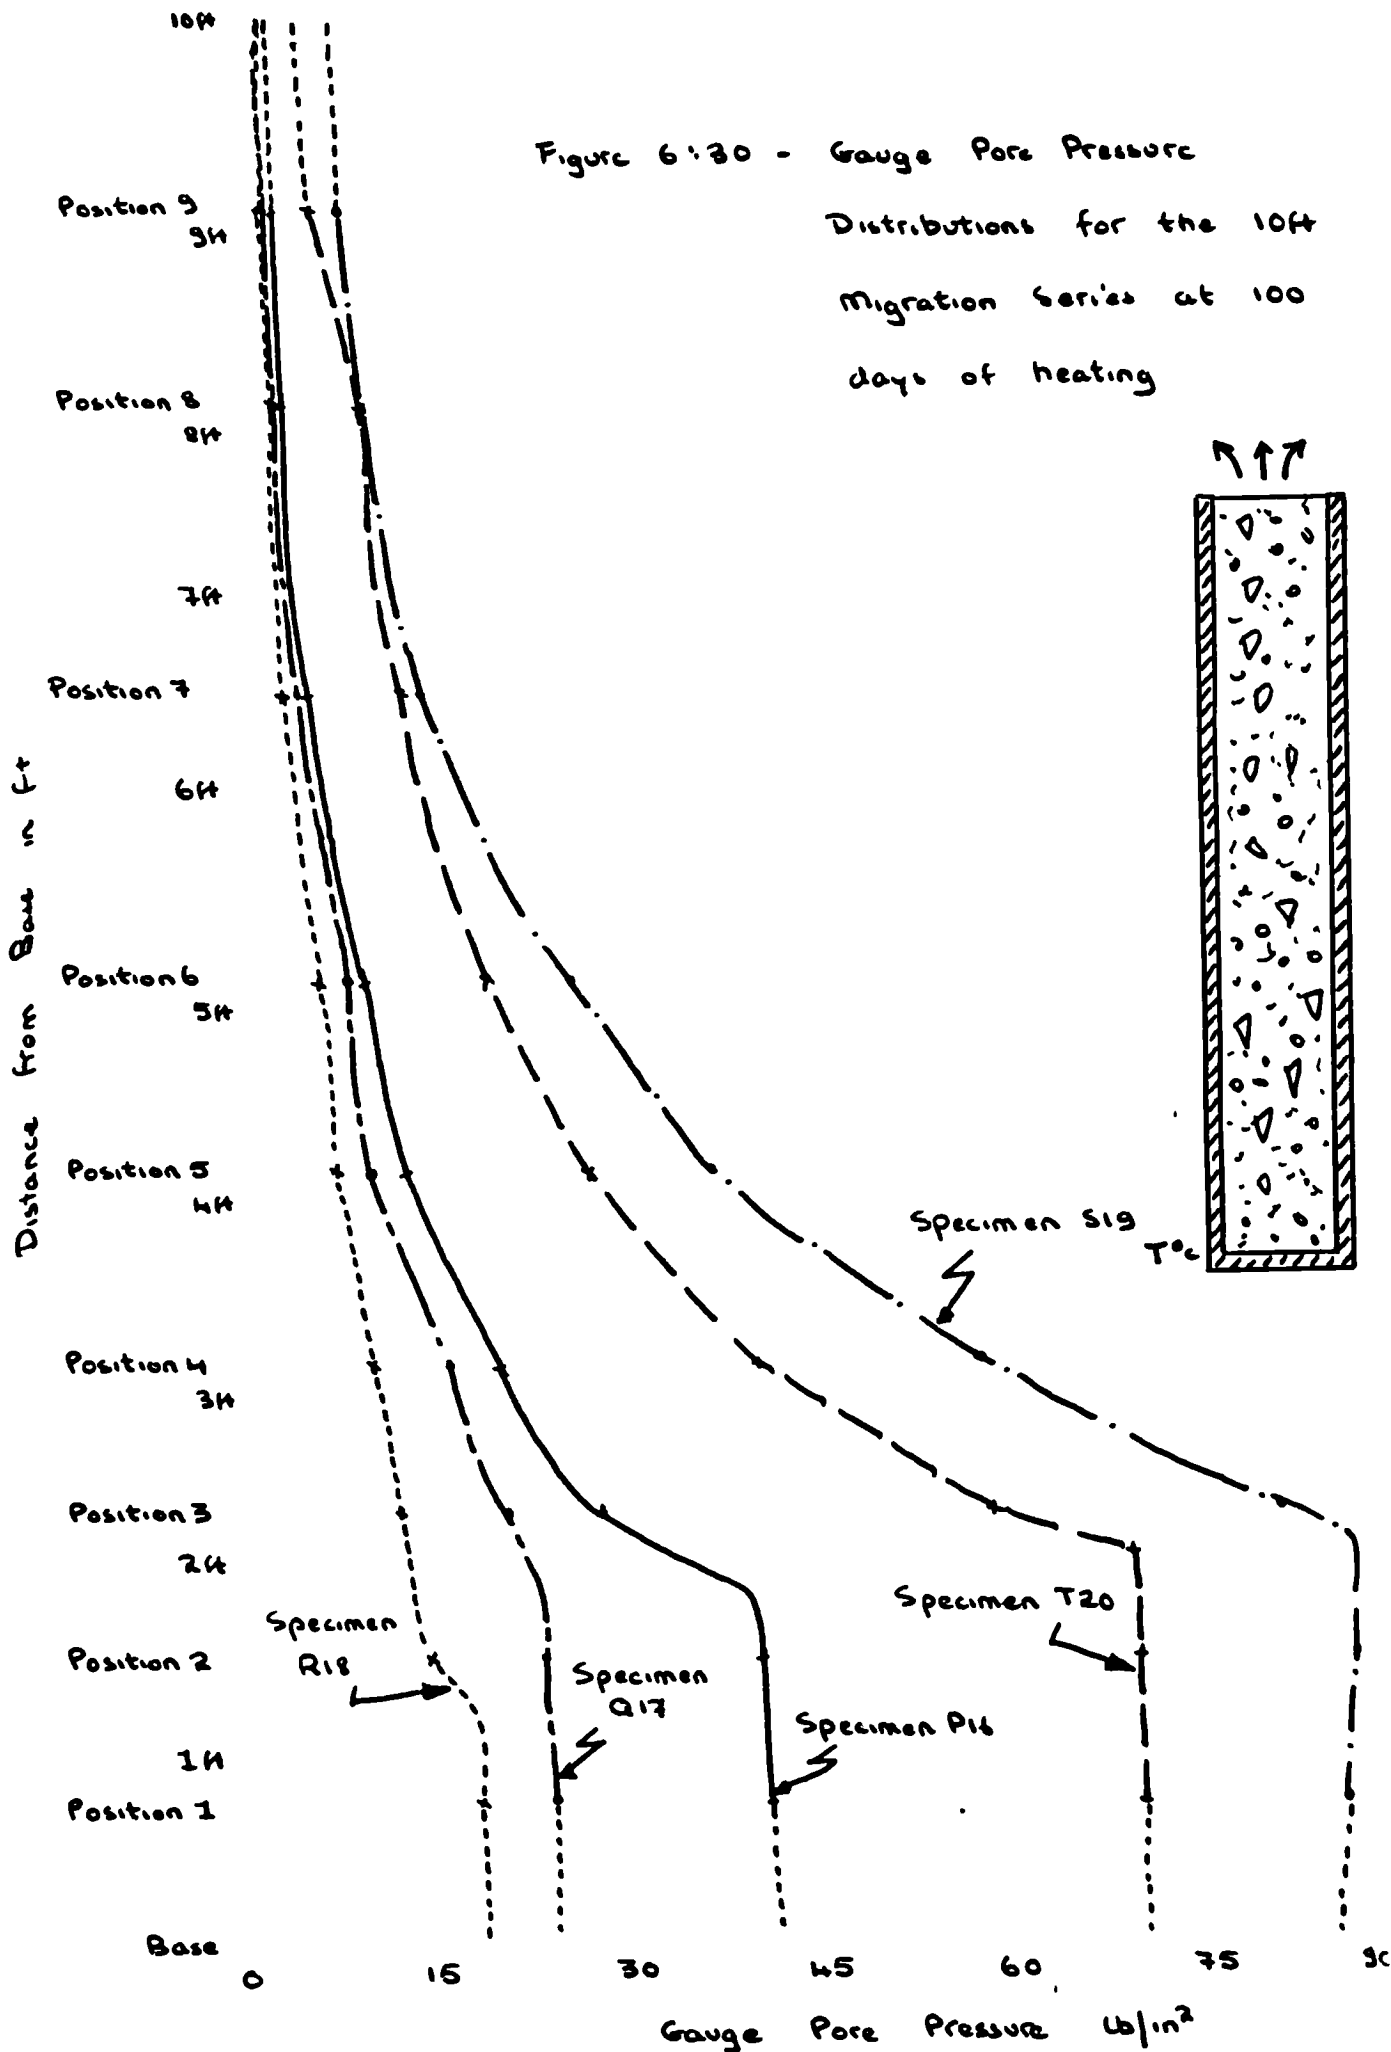 10ft
Figure 6:30 - Gauge Pore Pressure
Distributions for the 10ft
Migration Series at 100
days of heating
Position 9
9ft
Position 8
8ft
7ft
Position 7
6ft
Position 6
5ft
Position 5
4ft
Position 4
3ft
Position 3
2ft
Position 2
1ft
Position 1
Base
Distance from Base in ft
Specimen S19
T°c
Specimen T20
Specimen
R18
Specimen
Q17
Specimen P16
0 15 30 45 60 75
Gauge Pore Pressure Lb/in²